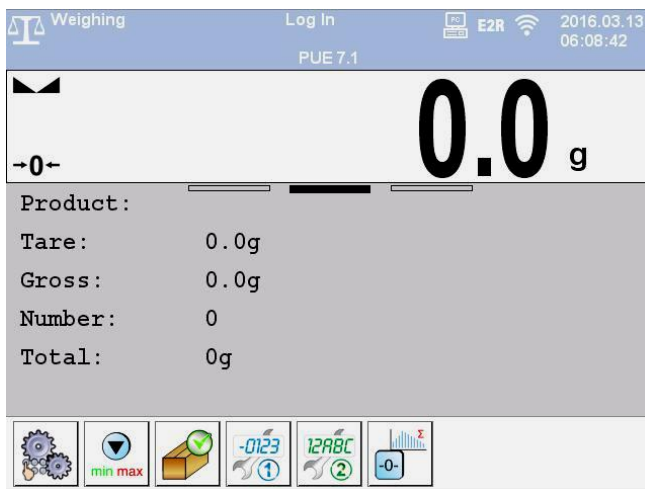 Weighing
Log In
PC
E2R
2016.03.13
06:08:42
PUE 7.1
0.0 g
→0←
Product:
Tare: 0.0g
Gross: 0.0g
Number: 0
Total: 0g
min max
-0123
1
12ABC
2
Σ
-0-